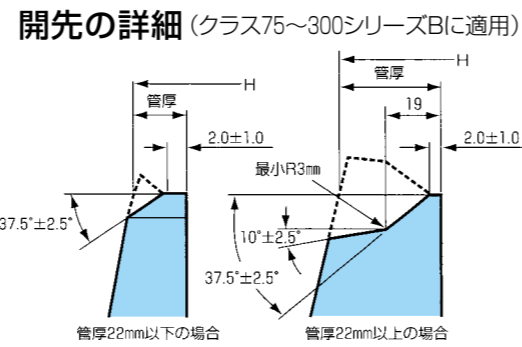 開先の詳細(クラス75～300シリーズBに適用)
H
管厚
2.0±1.0
37.5°±2.5°
管厚22mm以下の場合
H
管厚
19
2.0±1.0
最小R3mm
10°±2.5°
37.5°±2.5°
管厚22mm以上の場合